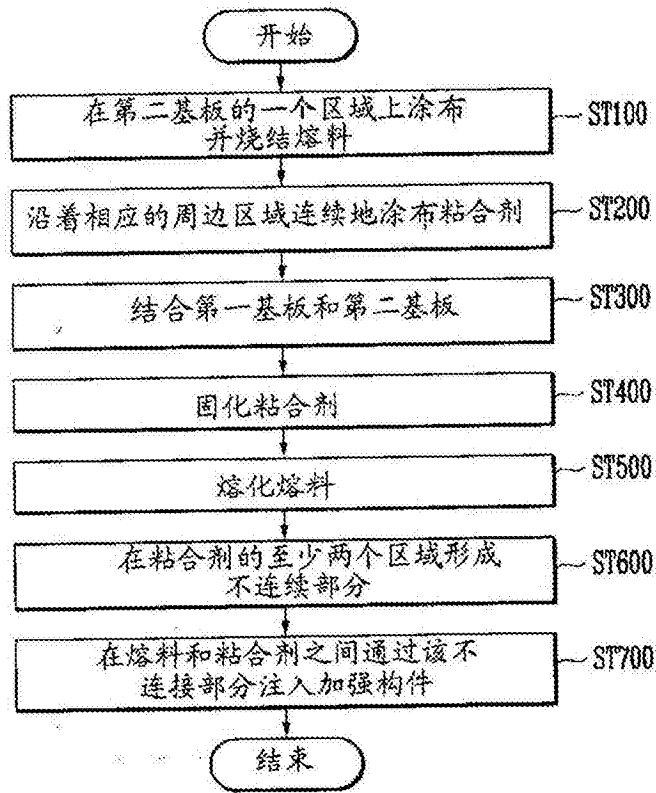 开始
在第二基板的一个区域上涂布
并烧结熔料
ST100
沿着相应的周边区域连续地涂布粘合剂
ST200
结合第一基板和第二基板
ST300
固化粘合剂
ST400
熔化熔料
ST500
在粘合剂的至少两个区域形成
不连续部分
ST600
在熔料和粘合剂之间通过该不
连接部分注入加强构件
ST700
结束